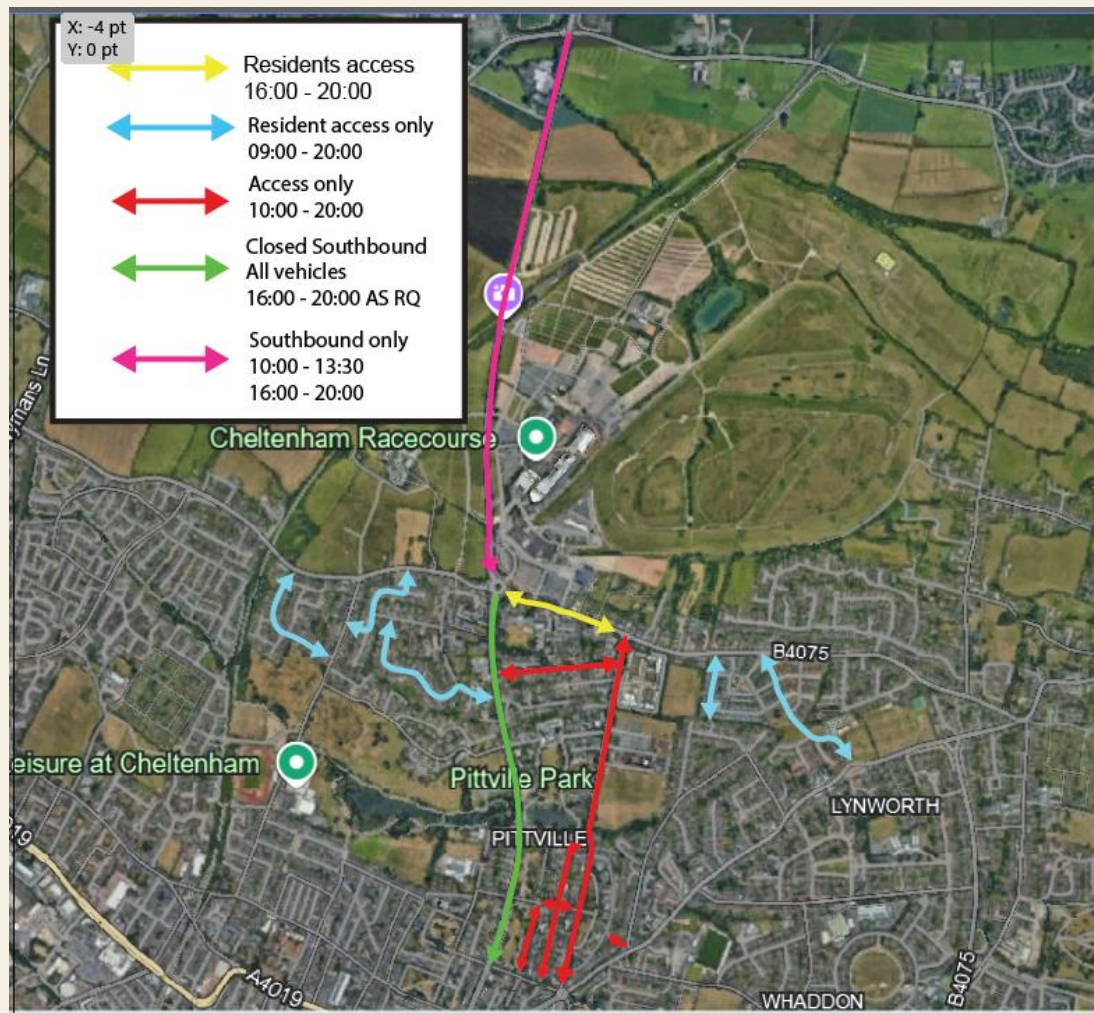 X: -4 pt
Y: 0 pt
Residents access
16:00 - 20:00
Resident access only
09:00 - 20:00
Access only
10:00 - 20:00
Closed Southbound
All vehicles
16:00 - 20:00 AS RQ
Southbound only
10:00 - 13:30
16:00 - 20:00
Ln
Cheltenham Racecourse
B4075
eisure at Cheltenham
Pittville Park
LYNWORTH
PITTVILLE
19
A4019
B4075
WHADDON